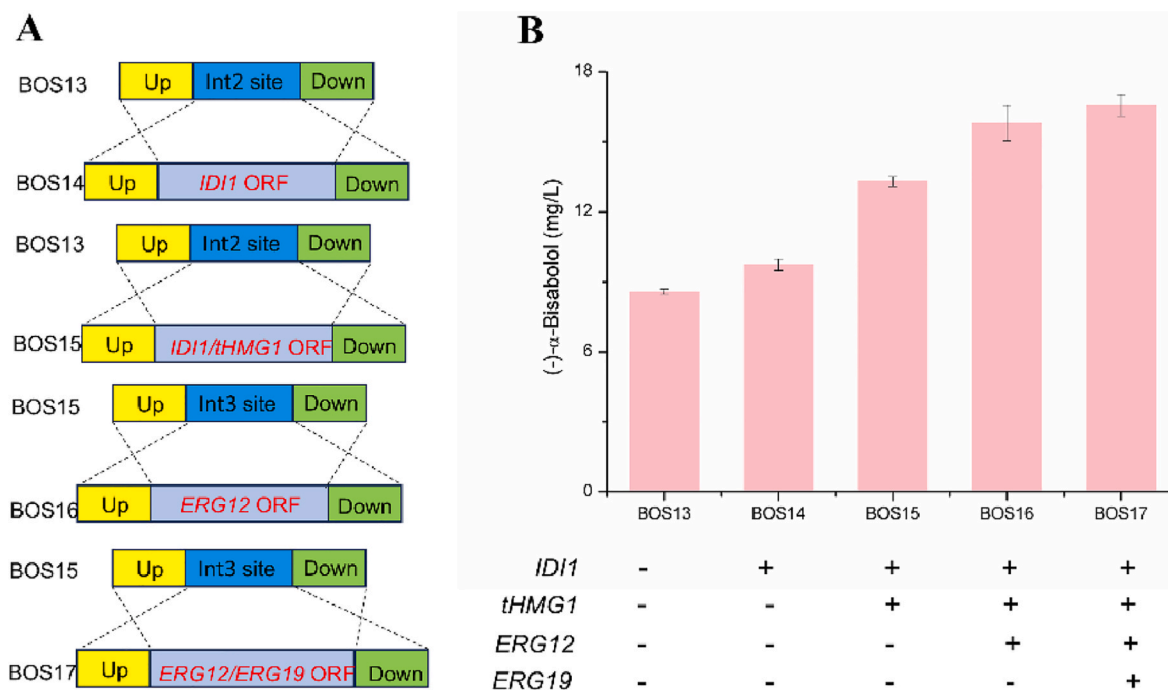 A
BOS13
Up Int2 site Down
BOS14
Up IDI1 ORF Down
BOS13
Up Int2 site Down
BOS15
Up IDI1/tHMG1 ORF Down
BOS15
Up Int3 site Down
BOS16
Up ERG12 ORF Down
BOS15
Up Int3 site Down
BOS17
Up ERG12/ERG19 ORF Down
B
(-)-α-Bisabolol (mg/L)
18
12
6
0
BOS13 BOS14 BOS15 BOS16 BOS17
IDI1 - + + + +
tHMG1 - - + + +
ERG12 - - - + +
ERG19 - - - - +